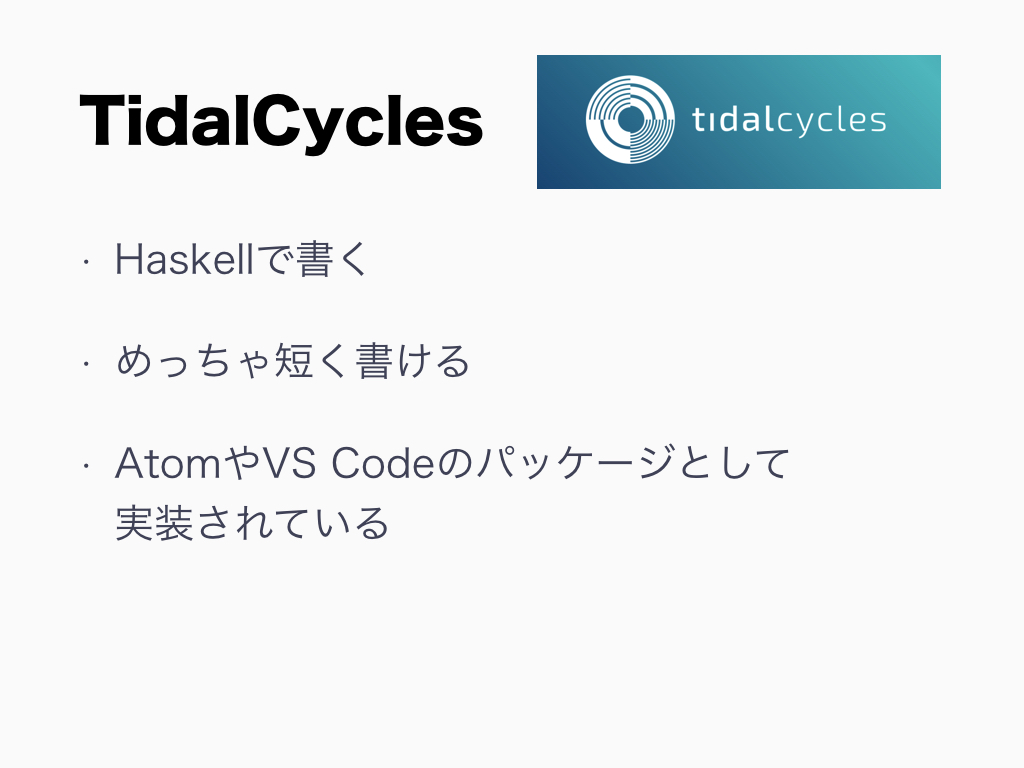 TidalCycles
tıdalcycles
・ Haskellで書く
・ めっちゃ短く書ける
・ AtomやVS Codeのパッケージとして
実装されている